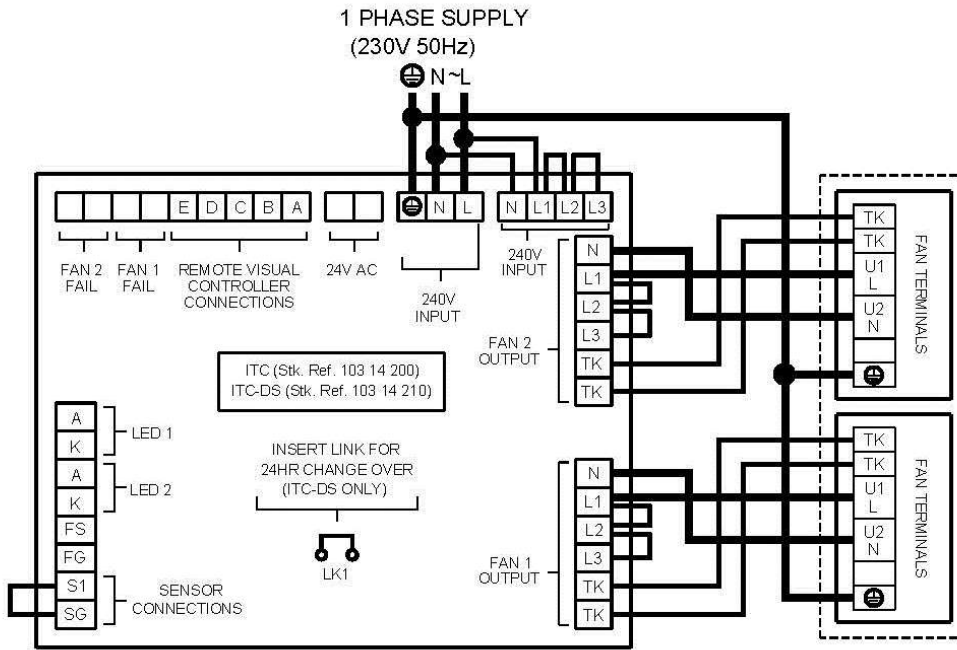 1 PHASE SUPPLY
(230V 50Hz)
N~L
E D C B A
N L
N L1 L2 L3
FAN 2
FAIL
FAN 1
FAIL
REMOTE VISUAL
CONTROLLER
CONNECTIONS
24V AC
240V
INPUT
240V
INPUT
N
L1
L2
L3
TK
TK
FAN 2
OUTPUT
TK
TK
U1
L
U2
N
FAN TERMINALS
ITC (Stk. Ref. 103 14 200)
ITC-DS (Stk. Ref. 103 14 210)
A
K
LED 1
A
K
LED 2
FS
FG
S1
SG
SENSOR
CONNECTIONS
INSERT LINK FOR
24HR CHANGE OVER
(ITC-DS ONLY)
LK1
N
L1
L2
L3
TK
TK
FAN 1
OUTPUT
TK
TK
U1
L
U2
N
FAN TERMINALS